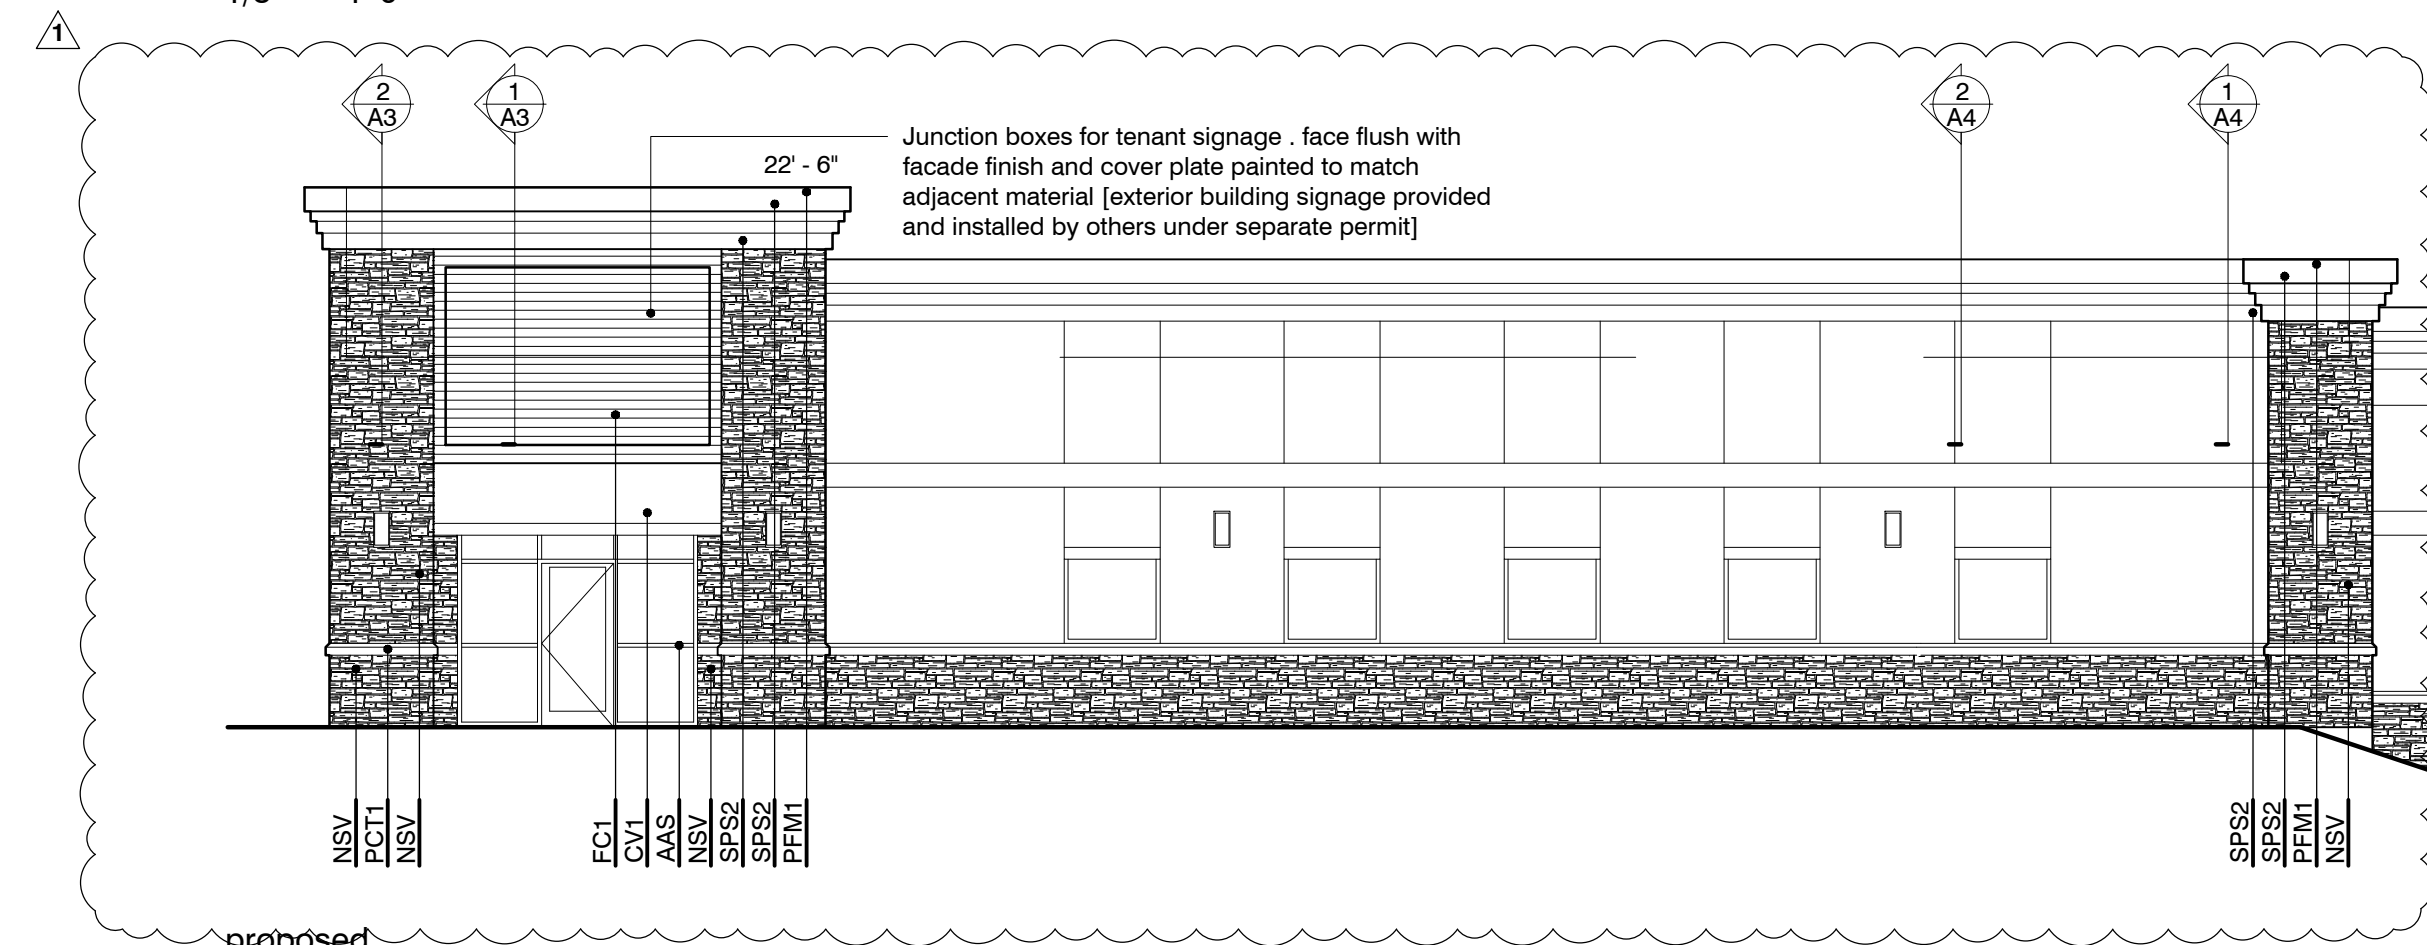 1
2
A3
1
A3
2
A4
1
A4
Junction boxes for tenant signage . face flush with
facade finish and cover plate painted to match
adjacent material [exterior building signage provided
and installed by others under separate permit]
22' - 6"
NSV
PCT1
NSV
FC1
CV1
AAS
NSV
SPS2
SPS2
PFM1
SPS2
SPS2
PFM1
NSV
proposed